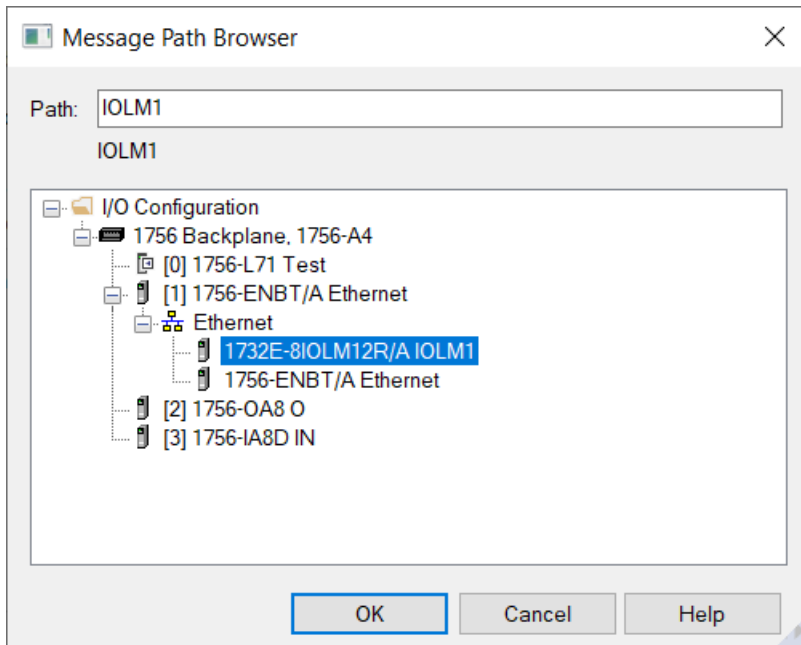 Message Path Browser
Path: IOLM1
IOLM1
I/O Configuration
1756 Backplane, 1756-A4
[0] 1756-L71 Test
[1] 1756-ENBT/A Ethernet
Ethernet
1732E-8IOLM12R/A IOLM1
1756-ENBT/A Ethernet
[2] 1756-OA8 O
[3] 1756-IA8D IN
OK Cancel Help